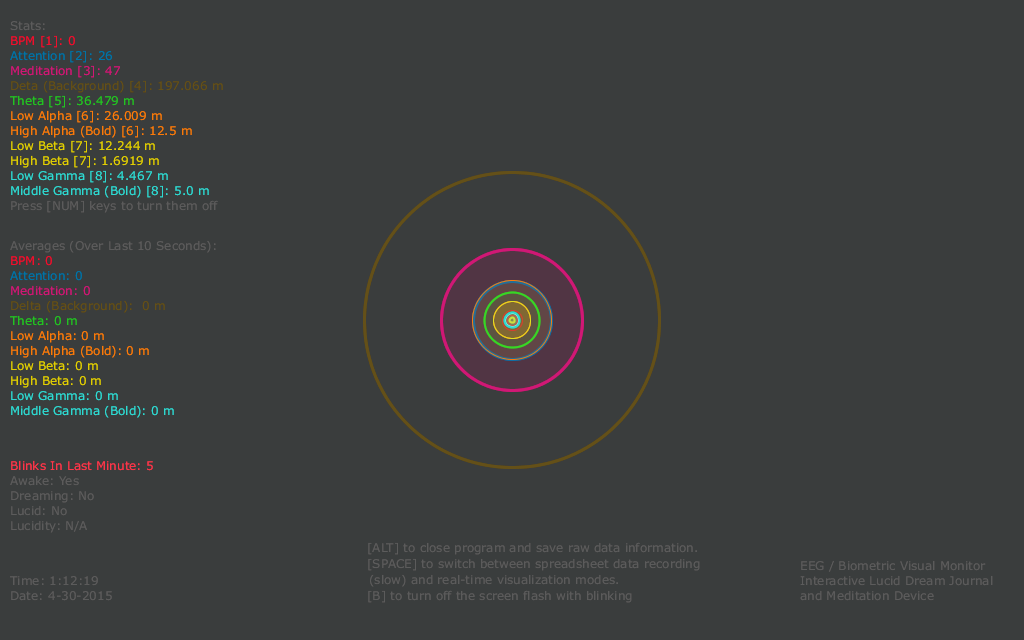 Stats:
BPM [1]: 0
Attention [2]: 26
Meditation [3]: 47
Deta (Background) [4]: 197.066 m
Theta [5]: 36.479 m
Low Alpha [6]: 26.009 m
High Alpha (Bold) [6]: 12.5 m
Low Beta [7]: 12.244 m
High Beta [7]: 1.6919 m
Low Gamma [8]: 4.467 m
Middle Gamma (Bold) [8]: 5.0 m
Press [NUM] keys to turn them off
Averages (Over Last 10 Seconds):
BPM: 0
Attention: 0
Meditation: 0
Delta (Background):  0 m
Theta: 0 m
Low Alpha: 0 m
High Alpha (Bold): 0 m
Low Beta: 0 m
High Beta: 0 m
Low Gamma: 0 m
Middle Gamma (Bold): 0 m
Blinks In Last Minute: 5
Awake: Yes
Dreaming: No
Lucid: No
Lucidity: N/A
Time: 1:12:19
Date: 4-30-2015
[ALT] to close program and save raw data information.
[SPACE] to switch between spreadsheet data recording
(slow) and real-time visualization modes.
[B] to turn off the screen flash with blinking
EEG / Biometric Visual Monitor
Interactive Lucid Dream Journal
and Meditation Device